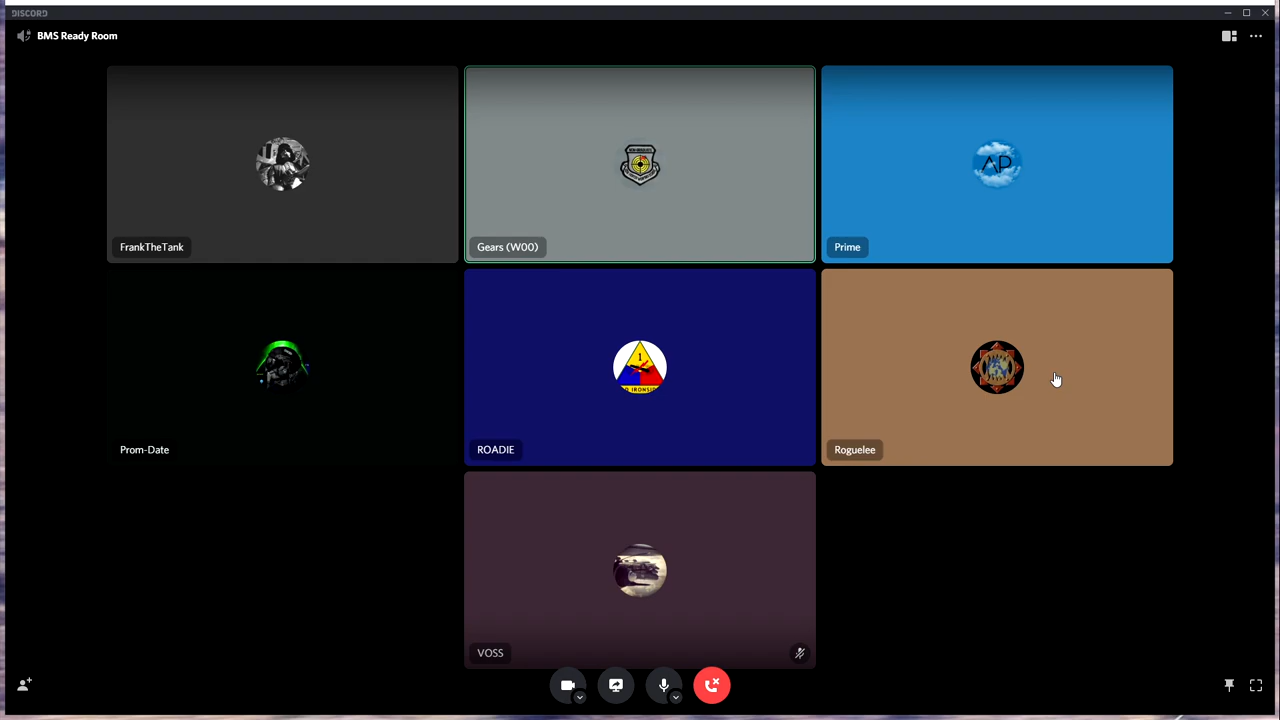 DISCORD
BMS Ready Room
FrankTheTank
Gears (W00)
AP
Prime
Prom-Date
1
ROADIE
Roguelee
VOSS